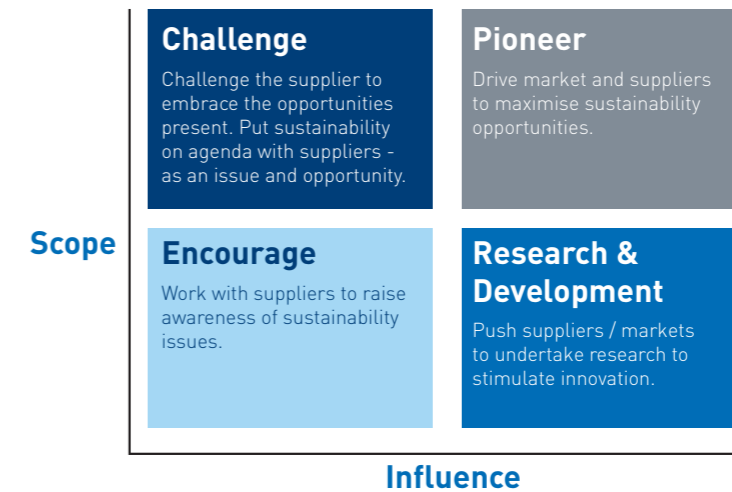 Challenge
Challenge the supplier to
embrace the opportunities
present. Put sustainability
on agenda with suppliers -
as an issue and opportunity.
Pioneer
Drive market and suppliers
to maximise sustainability
opportunities.
Scope
Encourage
Work with suppliers to raise
awareness of sustainability
issues.
Research &
Development
Push suppliers / markets
to undertake research to
stimulate innovation.
Influence